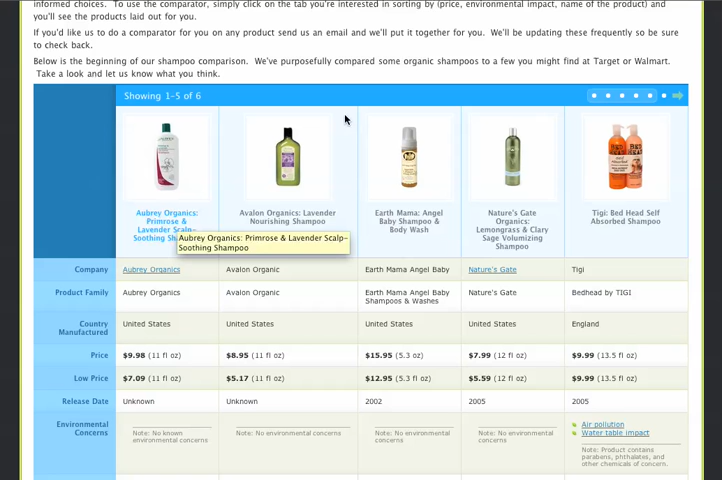 informed choices.  To use the comparator, simply click on the tab you're interested in sorting by (price, environmental impact, name of the product) and
you'll see the products laid out for you.
If you'd like us to do a comparator for you on any product send us an email and we'll put it together for you.  We'll be updating these frequently so be sure
to check back.
Below is the beginning of our shampoo comparison.  We've purposefully compared some organic shampoos to a few you might find at Target or Walmart.
Take a look and let us know what you think.
Showing 1-5 of 6
Aubrey Organics:
Primrose &
Lavender Scalp-
Soothing Sh
Avalon Organics: Lavender
Nourishing Shampoo
Earth Mama: Angel
Baby Shampoo &
Body Wash
Nature's Gate
Organics:
Lemongrass & Clary
Sage Volumizing
Shampoo
Tigi: Bed Head Self
Absorbed Shampoo
Aubrey Organics: Primrose & Lavender Scalp-
Soothing Shampoo
Company Aubrey Organics Avalon Organic Earth Mama Angel Baby Nature's Gate Tigi
Product Family Aubrey Organics Avalon Organic Earth Mama Angel Baby Nature's Gate Bedhead by TIGI
Shampoos & Washes
Country United States United States United States United States England
Manufactured
Price $9.98 (11 fl oz) $8.95 (11 fl oz) $15.95 (5.3 oz) $7.99 (12 fl oz) $9.99 (13.5 fl oz)
Low Price $7.09 (11 fl oz) $5.17 (11 fl oz) $12.95 (5.3 fl oz) $5.59 (12 fl oz) $9.99 (13.5 fl oz)
Release Date Unknown Unknown 2002 2005 2005
Environmental
Concerns
Note: No known
environmental concerns
Note: No environmental concerns
Note: No environmental
concerns
Note: No environmental
concerns
Air pollution
Water table impact
Note: Product contains
parabens, phthalates, and
other chemicals of concern.